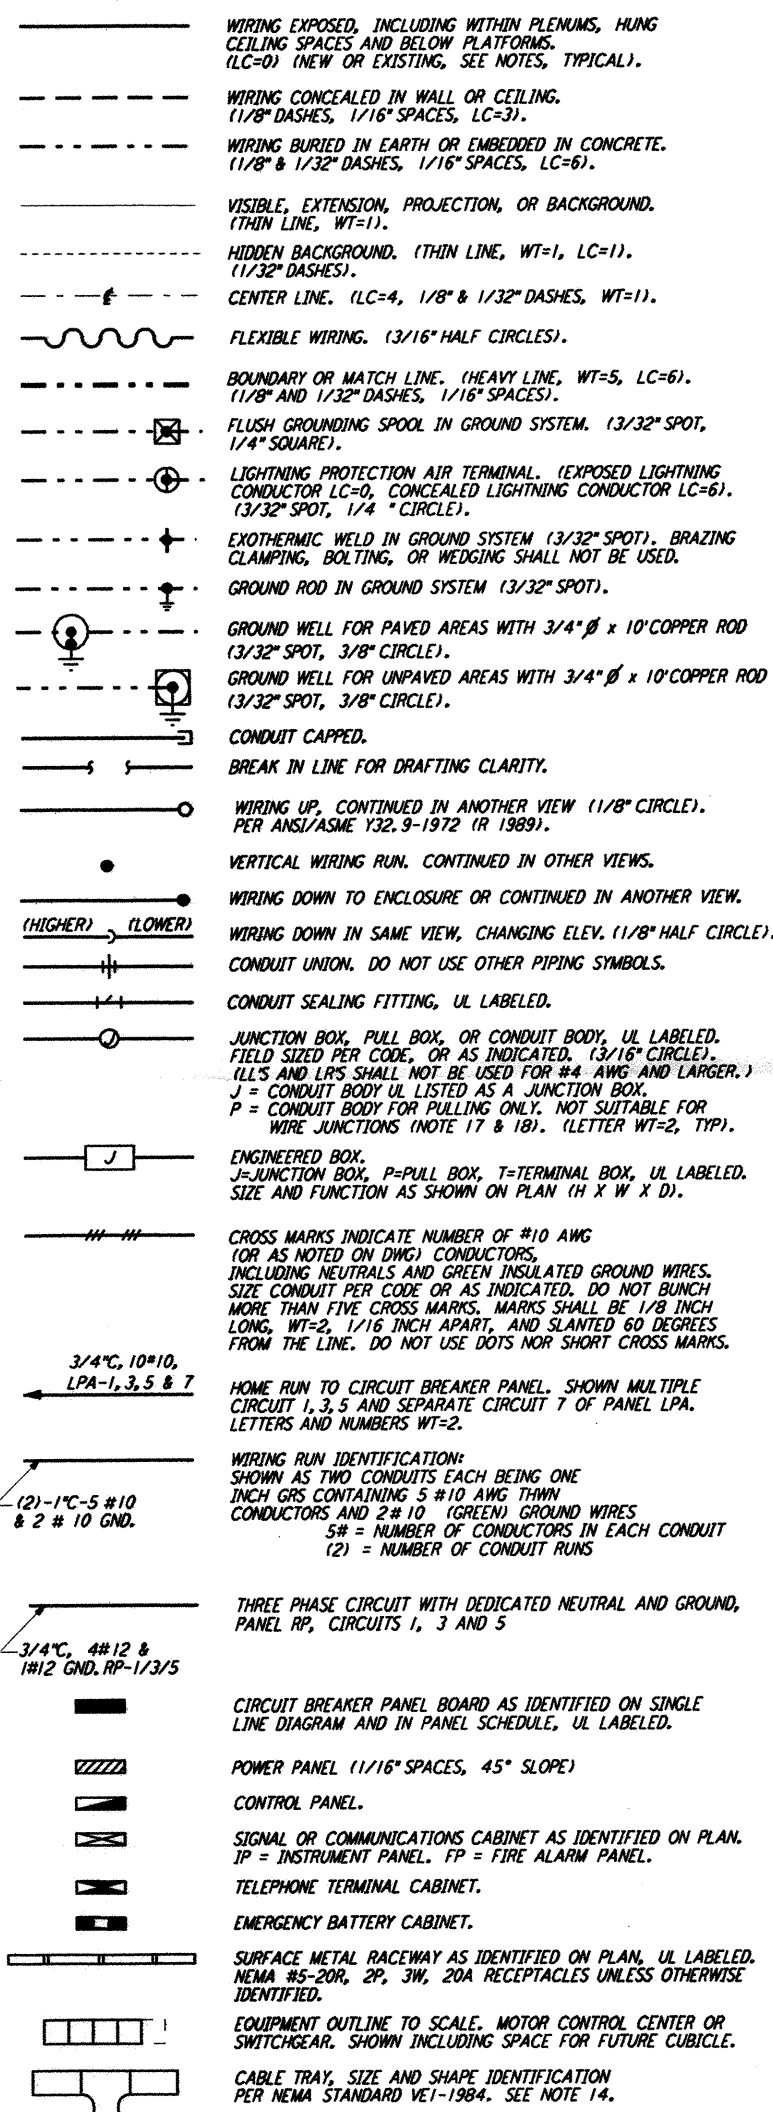 WIRING EXPOSED, INCLUDING WITHIN PLENUMS, HUNG
CEILING SPACES AND BELOW PLATFORMS.
(LC=0) (NEW OR EXISTING, SEE NOTES, TYPICAL).
WIRING CONCEALED IN WALL OR CEILING.
(1/8" DASHES, 1/16" SPACES, LC=3).
WIRING BURIED IN EARTH OR EMBEDDED IN CONCRETE.
(1/8" & 1/32" DASHES, 1/16" SPACES, LC=6).
VISIBLE, EXTENSION, PROJECTION, OR BACKGROUND.
(THIN LINE, WT=1).
HIDDEN BACKGROUND. (THIN LINE, WT=1, LC=1).
(1/32" DASHES).
CENTER LINE. (LC=4, 1/8" & 1/32" DASHES, WT=1).
FLEXIBLE WIRING. (3/16" HALF CIRCLES).
BOUNDARY OR MATCH LINE. (HEAVY LINE, WT=5, LC=6).
(1/8" AND 1/32" DASHES, 1/16" SPACES).
FLUSH GROUNDING SPOOL IN GROUND SYSTEM. (3/32" SPOT,
1/4" SQUARE).
LIGHTNING PROTECTION AIR TERMINAL. (EXPOSED LIGHTNING
CONDUCTOR LC=0, CONCEALED LIGHTNING CONDUCTOR LC=6).
(3/32" SPOT, 1/4 " CIRCLE).
EXOTHERMIC WELD IN GROUND SYSTEM (3/32" SPOT). BRAZING
CLAMPING, BOLTING, OR WEDGING SHALL NOT BE USED.
GROUND ROD IN GROUND SYSTEM (3/32" SPOT).
GROUND WELL FOR PAVED AREAS WITH 3/4" Ø x 10' COPPER ROD
(3/32" SPOT, 3/8" CIRCLE).
GROUND WELL FOR UNPAVED AREAS WITH 3/4" Ø x 10' COPPER ROD
(3/32" SPOT, 3/8" CIRCLE).
CONDUIT CAPPED.
BREAK IN LINE FOR DRAFTING CLARITY.
WIRING UP, CONTINUED IN ANOTHER VIEW (1/8" CIRCLE).
PER ANSI/ASME Y32.9-1972 (R 1989).
VERTICAL WIRING RUN. CONTINUED IN OTHER VIEWS.
WIRING DOWN TO ENCLOSURE OR CONTINUED IN ANOTHER VIEW.
(HIGHER) (LOWER)
WIRING DOWN IN SAME VIEW, CHANGING ELEV. (1/8" HALF CIRCLE).
CONDUIT UNION. DO NOT USE OTHER PIPING SYMBOLS.
CONDUIT SEALING FITTING, UL LABELED.
J
JUNCTION BOX, PULL BOX, OR CONDUIT BODY, UL LABELED.
FIELD SIZED PER CODE, OR AS INDICATED. (3/16" CIRCLE).
(LL'S AND LR'S SHALL NOT BE USED FOR #4 AWG AND LARGER.)
J = CONDUIT BODY UL LISTED AS A JUNCTION BOX.
P = CONDUIT BODY FOR PULLING ONLY. NOT SUITABLE FOR
WIRE JUNCTIONS (NOTE 17 & 18). (LETTER WT=2, TYP).
J
ENGINEERED BOX.
J=JUNCTION BOX, P=PULL BOX, T=TERMINAL BOX, UL LABELED.
SIZE AND FUNCTION AS SHOWN ON PLAN (H X W X D).
CROSS MARKS INDICATE NUMBER OF #10 AWG
(OR AS NOTED ON DWG) CONDUCTORS,
INCLUDING NEUTRALS AND GREEN INSULATED GROUND WIRES.
SIZE CONDUIT PER CODE OR AS INDICATED. DO NOT BUNCH
MORE THAN FIVE CROSS MARKS. MARKS SHALL BE 1/8 INCH
LONG, WT=2, 1/16 INCH APART, AND SLANTED 60 DEGREES
FROM THE LINE. DO NOT USE DOTS NOR SHORT CROSS MARKS.
3/4"C, 10#10,
LPA-1,3,5 & 7
HOME RUN TO CIRCUIT BREAKER PANEL. SHOWN MULTIPLE
CIRCUIT 1,3,5 AND SEPARATE CIRCUIT 7 OF PANEL LPA.
LETTERS AND NUMBERS WT=2.
(2)-1"C-5 #10
& 2 # 10 GND.
WIRING RUN IDENTIFICATION:
SHOWN AS TWO CONDUITS EACH BEING ONE
INCH GRS CONTAINING 5 #10 AWG THWN
CONDUCTORS AND 2# 10 (GREEN) GROUND WIRES
5# = NUMBER OF CONDUCTORS IN EACH CONDUIT
(2) = NUMBER OF CONDUIT RUNS
3/4"C, 4#12 &
1#12 GND.RP-1/3/5
THREE PHASE CIRCUIT WITH DEDICATED NEUTRAL AND GROUND,
PANEL RP, CIRCUITS 1, 3 AND 5
CIRCUIT BREAKER PANEL BOARD AS IDENTIFIED ON SINGLE
LINE DIAGRAM AND IN PANEL SCHEDULE, UL LABELED.
POWER PANEL (1/16" SPACES, 45° SLOPE)
CONTROL PANEL.
SIGNAL OR COMMUNICATIONS CABINET AS IDENTIFIED ON PLAN.
IP = INSTRUMENT PANEL. FP = FIRE ALARM PANEL.
TELEPHONE TERMINAL CABINET.
EMERGENCY BATTERY CABINET.
SURFACE METAL RACEWAY AS IDENTIFIED ON PLAN, UL LABELED.
NEMA #5-20R, 2P, 3W, 20A RECEPTACLES UNLESS OTHERWISE
IDENTIFIED.
EQUIPMENT OUTLINE TO SCALE. MOTOR CONTROL CENTER OR
SWITCHGEAR. SHOWN INCLUDING SPACE FOR FUTURE CUBICLE.
CABLE TRAY, SIZE AND SHAPE IDENTIFICATION
PER NEMA STANDARD VE1-1984. SEE NOTE 14.